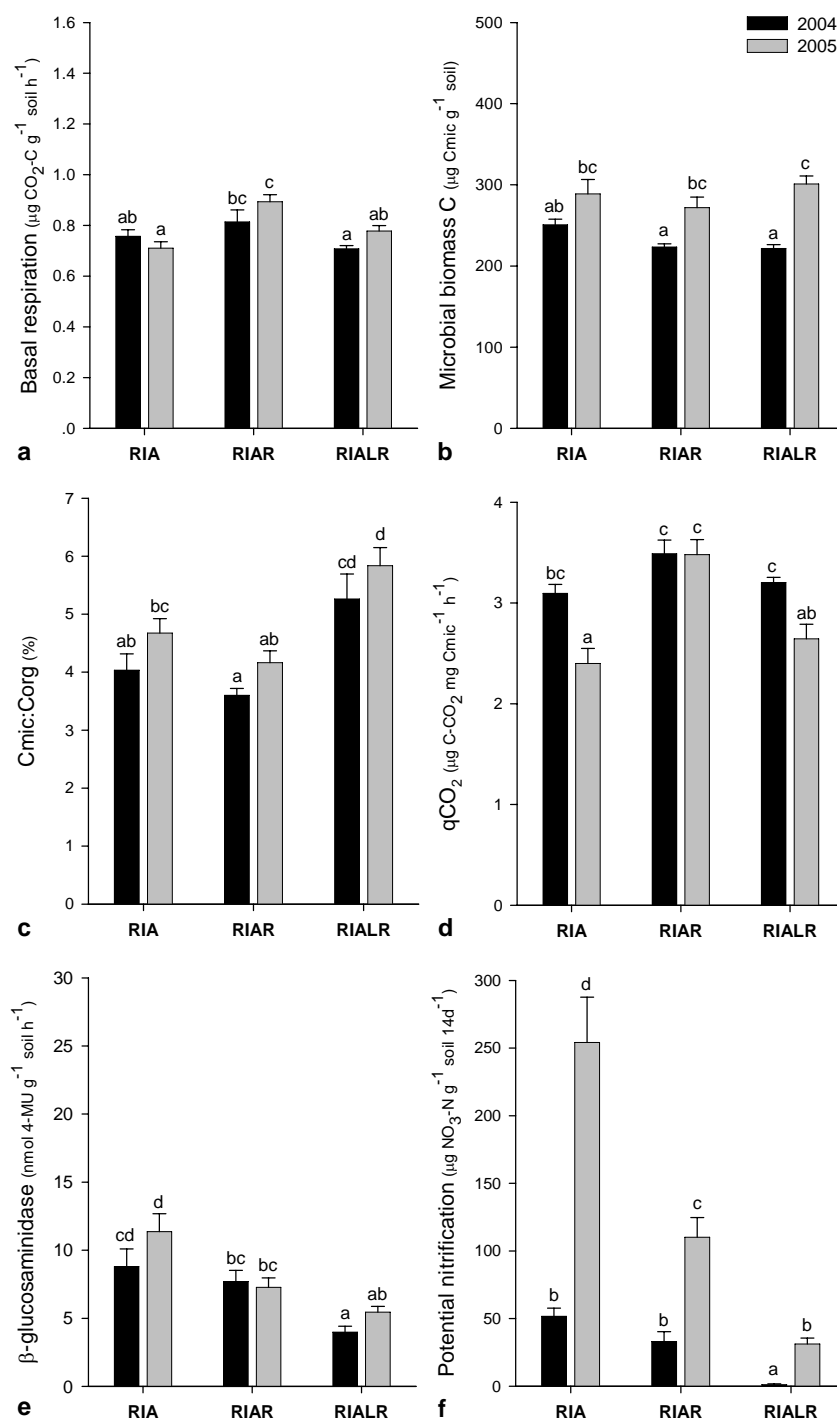 2004
2005
Basal respiration (µg CO2-C g-1 soil h-1)
1.6
1.4
1.2
1.0
0.8
0.6
0.4
0.2
.0
ab
a
bc
c
a
ab
RIA
RIAR
RIALR
a
Microbial biomass C (µg Cmic g-1 soil)
500
400
300
200
100
0
ab
bc
a
bc
a
c
RIA
RIAR
RIALR
b
Cmic:Corg (%)
7
6
5
4
3
2
1
0
ab
bc
a
ab
cd
d
RIA
RIAR
RIALR
c
qCO2 (µg C-CO2 mg Cmic-1 h-1)
4
3
2
1
0
bc
a
c
c
c
ab
RIA
RIAR
RIALR
d
β-glucosaminidase (nmol 4-MU g-1 soil h-1)
30
25
20
15
10
5
0
cd
d
bc
bc
a
ab
RIA
RIAR
RIALR
e
Potential nitrification (µg NO3-N g-1 soil 14d-1)
300
250
200
150
100
50
0
b
d
b
c
a
b
RIA
RIAR
RIALR
f